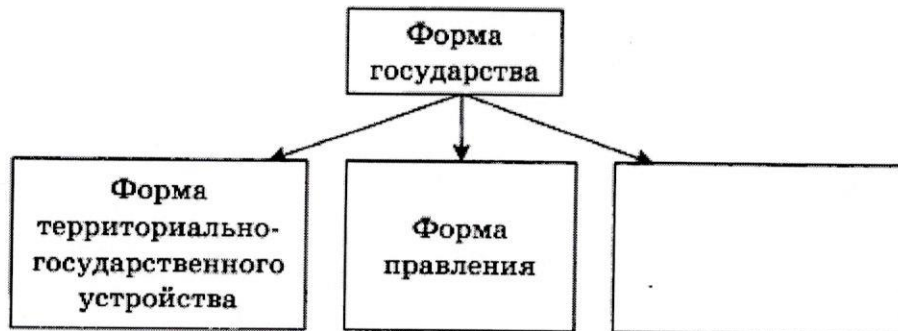 Форма
государства
Форма
территориально-
государственного
устройства
Форма
правления